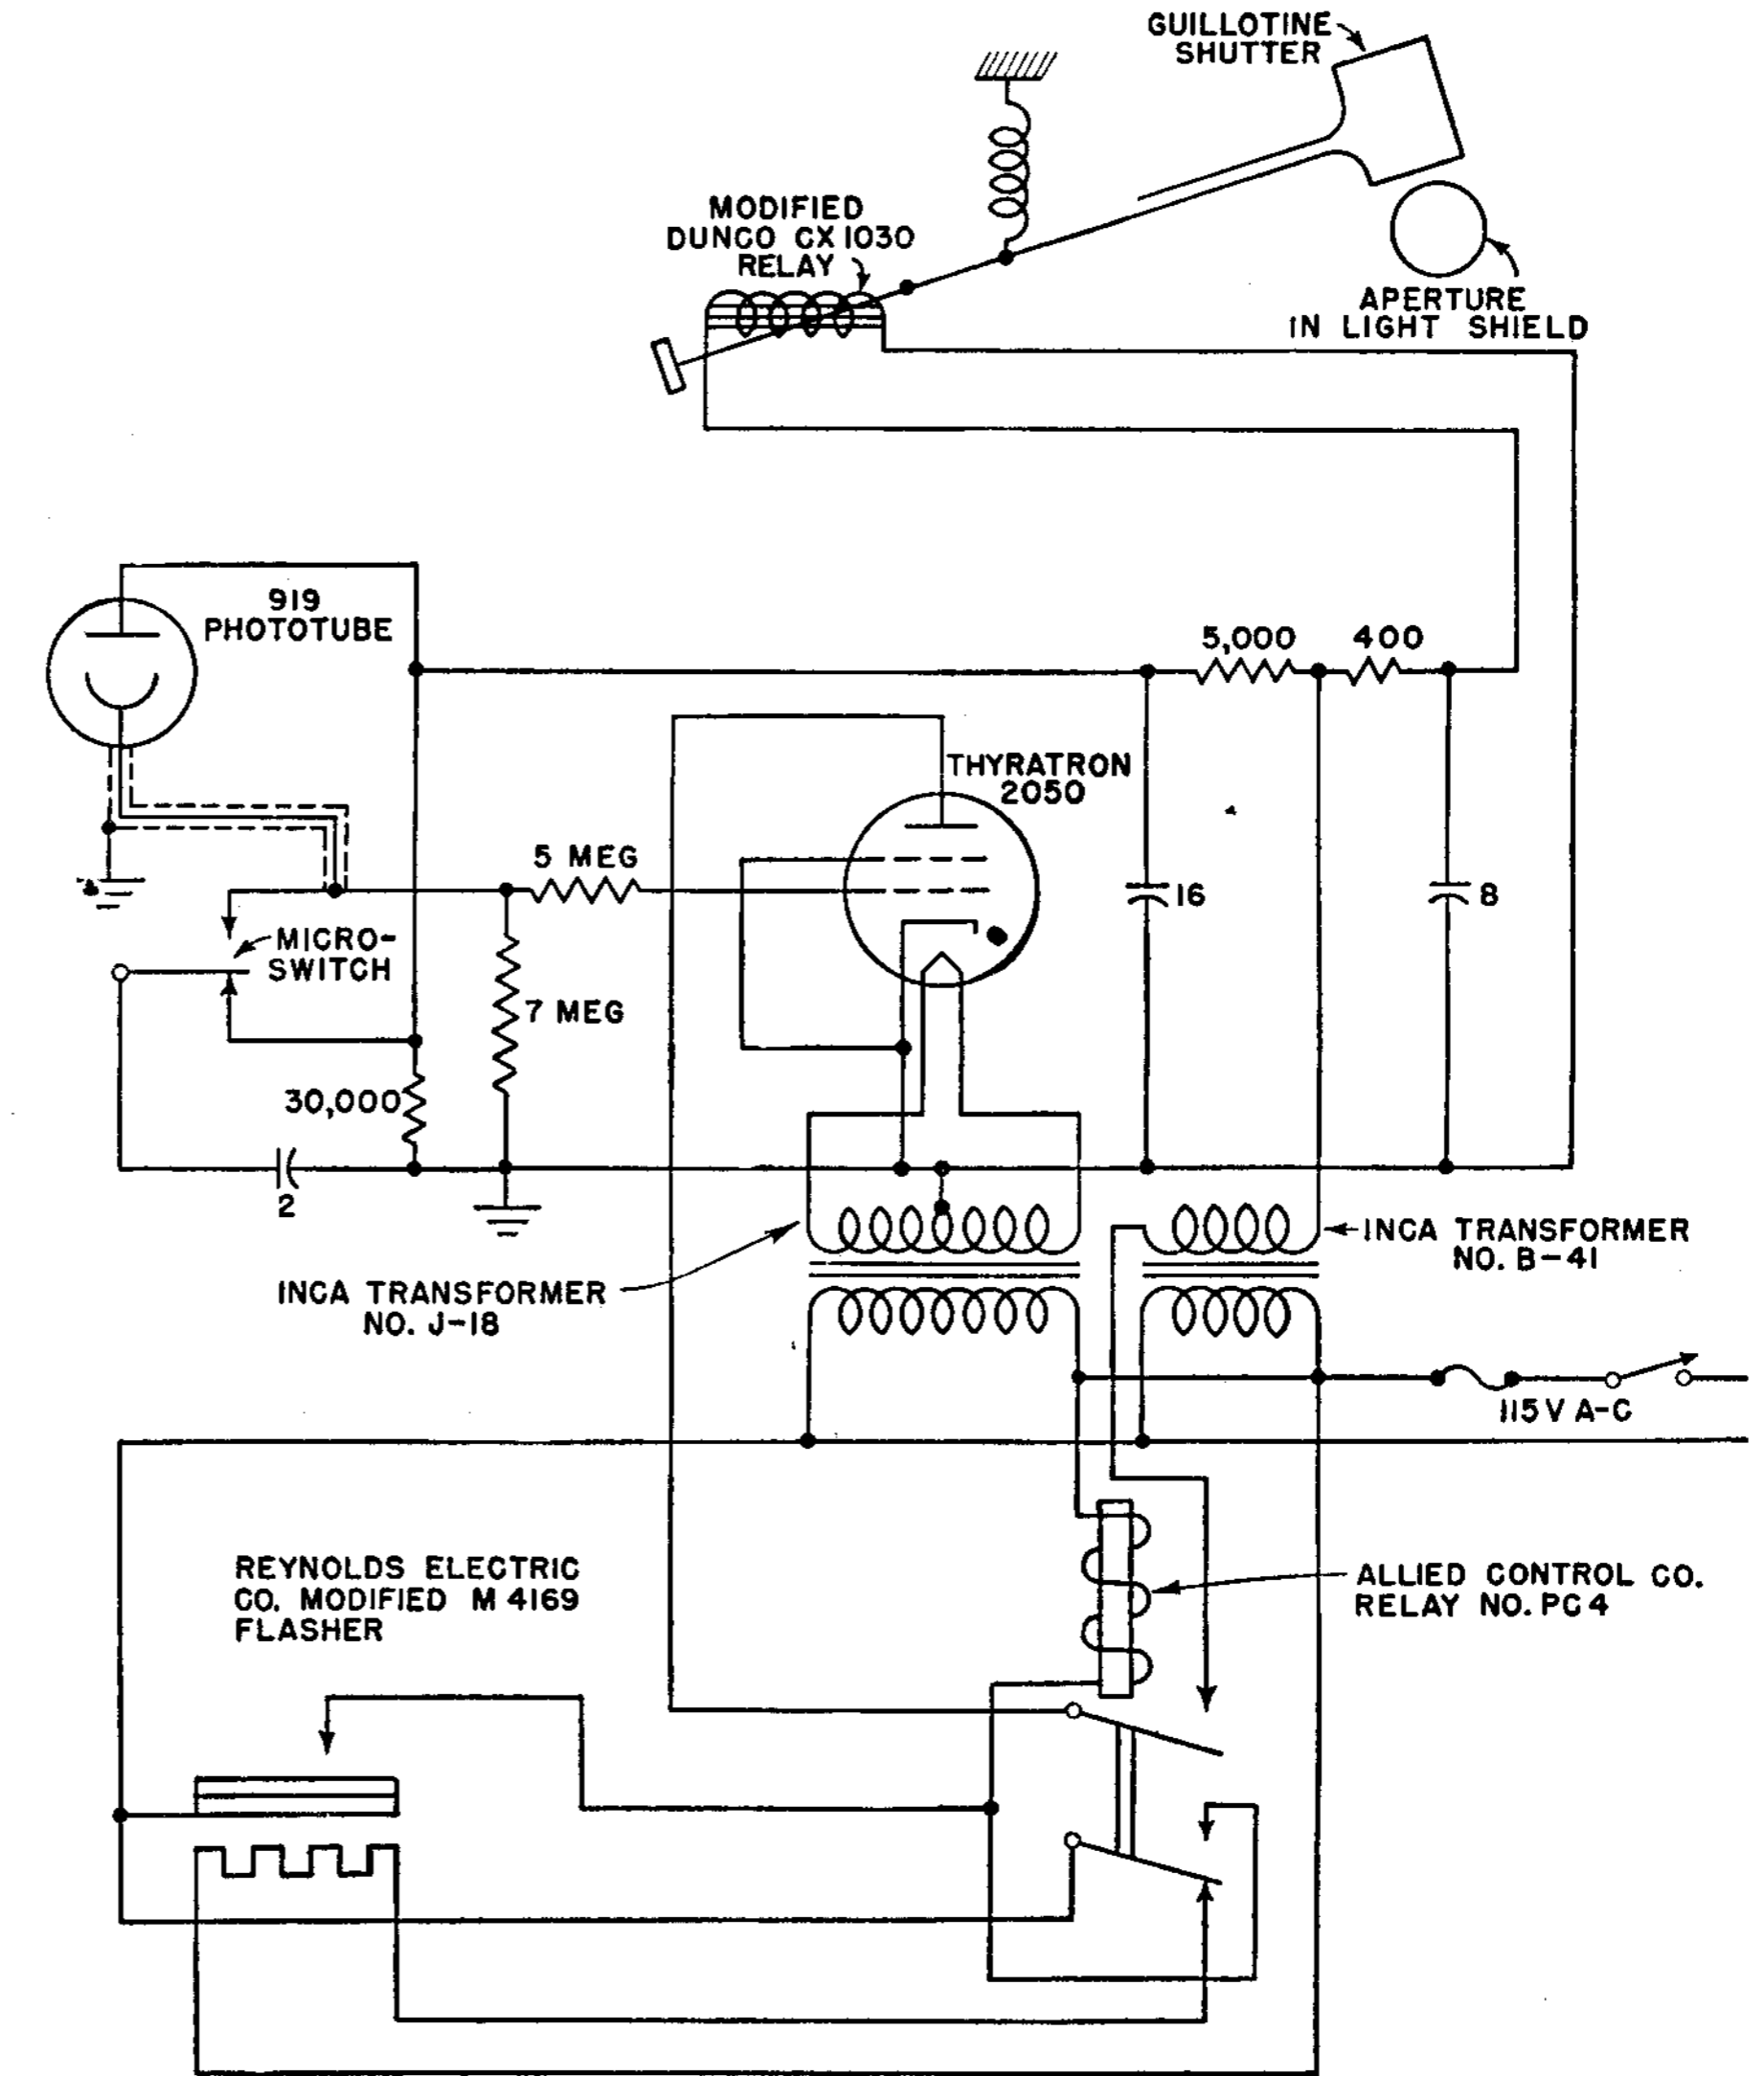 GUILLOTINE
SHUTTER
MODIFIED
DUNCO CX 1030
RELAY
APERTURE
IN LIGHT SHIELD
919
PHOTOTUBE
5,000
400
THYRATRON
2050
5 MEG
16
8
MICRO-
SWITCH
7 MEG
30,000
2
INCA TRANSFORMER
NO. B-41
INCA TRANSFORMER
NO. J-18
115 V A-C
REYNOLDS ELECTRIC
CO. MODIFIED M 4169
FLASHER
ALLIED CONTROL CO.
RELAY NO. PC 4